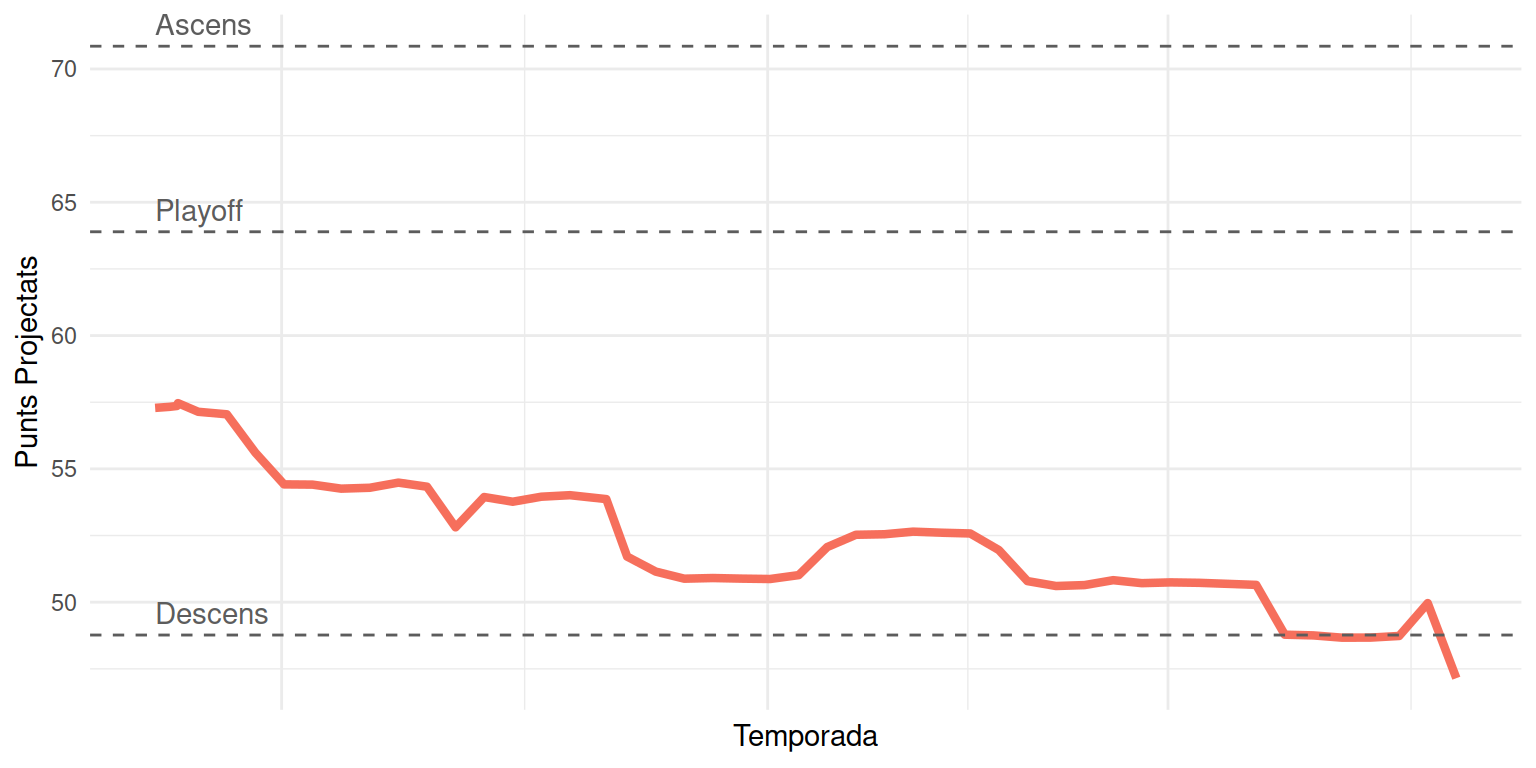 Ascens
70
65
Playoff
60
Punts Projectats
55
50
Descens
Temporada